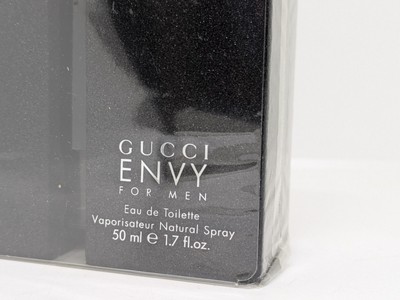 GUCCI
ENVY
FOR MEN
Eau de Toilette
Vaporisateur Natural Spray
50 ml ℮ 1.7 fl.oz.